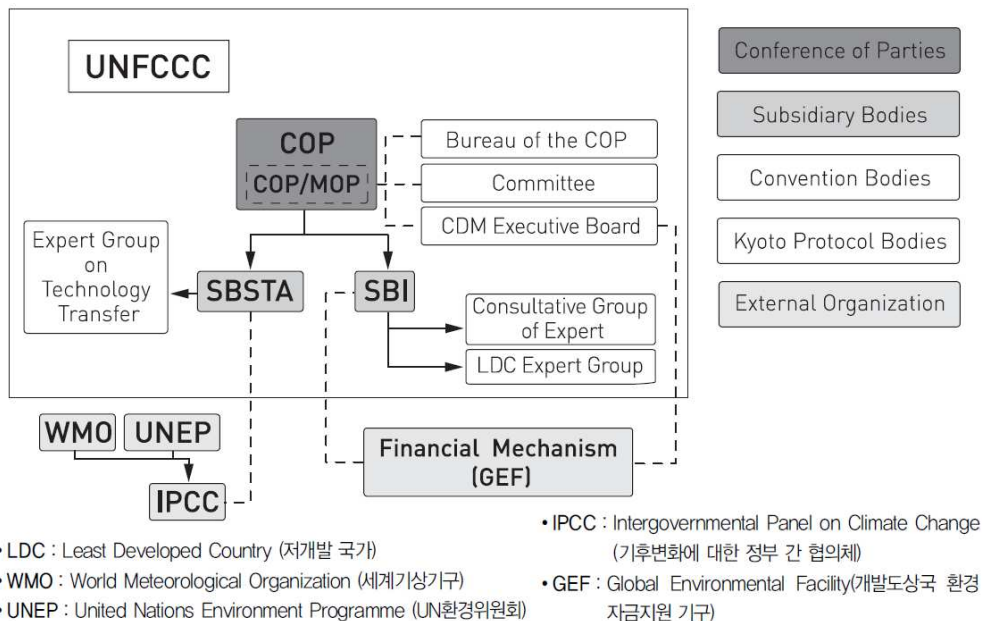 UNFCCC
COP
COP/MOP
Bureau of the COP
Committee
CDM Executive Board
Expert Group
on
Technology
Transfer
SBSTA
SBI
Consultative Group
of Expert
LDC Expert Group
WMO
UNEP
IPCC
Financial Mechanism
(GEF)
Conference of Parties
Subsidiary Bodies
Convention Bodies
Kyoto Protocol Bodies
External Organization
• LDC : Least Developed Country (저개발 국가)
• WMO : World Meteorological Organization (세계기상기구)
• UNEP : United Nations Environment Programme (UN환경위원회)
• IPCC : Intergovernmental Panel on Climate Change
(기후변화에 대한 정부 간 협의체)
• GEF : Global Environmental Facility(개발도상국 환경
자금지원 기구)